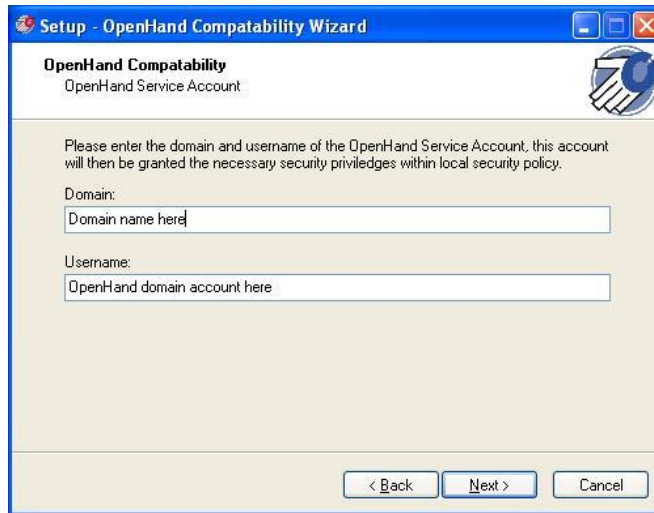 Setup - OpenHand Compatability Wizard
OpenHand Compatability
OpenHand Service Account
Please enter the domain and username of the OpenHand Service Account, this account
will then be granted the necessary security priviledges within local security policy.
Domain:
Domain name here
Username:
OpenHand domain account here
< Back
Next >
Cancel